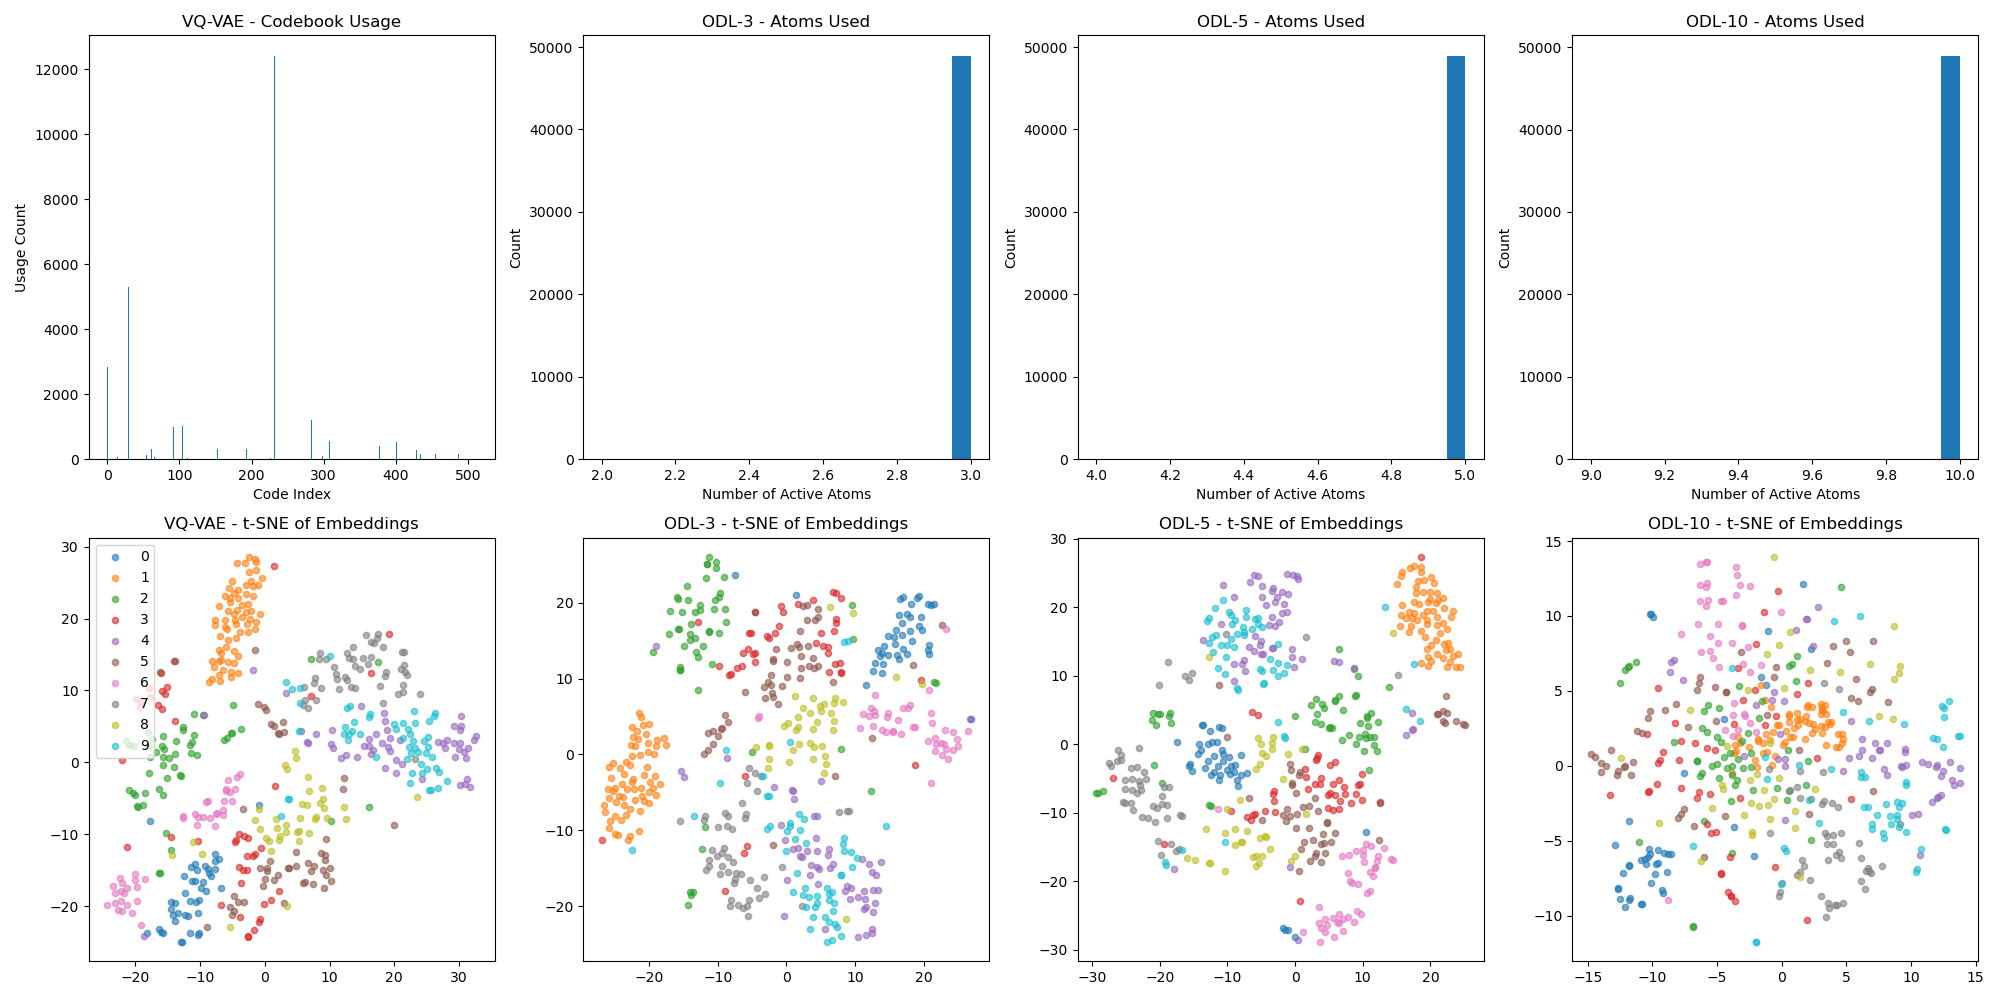 VQ-VAE - Codebook Usage
12000
10000
8000
6000
4000
2000
0
Usage Count
0 100 200 300 400 500
Code Index
ODL-3 - Atoms Used
50000
40000
30000
20000
10000
0
Count
2.0 2.2 2.4 2.6 2.8 3.0
Number of Active Atoms
ODL-5 - Atoms Used
50000
40000
30000
20000
10000
0
Count
4.0 4.2 4.4 4.6 4.8 5.0
Number of Active Atoms
ODL-10 - Atoms Used
50000
40000
30000
20000
10000
0
Count
9.0 9.2 9.4 9.6 9.8 10.0
Number of Active Atoms
VQ-VAE - t-SNE of Embeddings
30
20
10
0
−10
−20
0
1
2
3
4
5
6
7
8
9
−20 −10 0 10 20 30
ODL-3 - t-SNE of Embeddings
20
10
0
−10
−20
−20 −10 0 10 20
ODL-5 - t-SNE of Embeddings
30
20
10
0
−10
−20
−30
−30 −20 −10 0 10 20
ODL-10 - t-SNE of Embeddings
15
10
5
0
−5
−10
−15 −10 −5 0 5 10 15